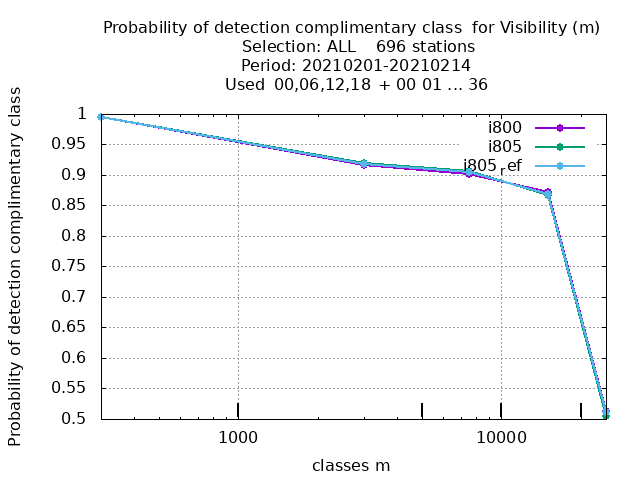 Probability of detection complimentary class  for Visibility (m)
Selection: ALL    696 stations
Period: 20210201-20210214
Used  00,06,12,18 + 00 01 ... 36
Probability of detection complimentary class
1
0.95
0.9
0.85
0.8
0.75
0.7
0.65
0.6
0.55
0.5
i800
i805
i805ref
1000
10000
classes m